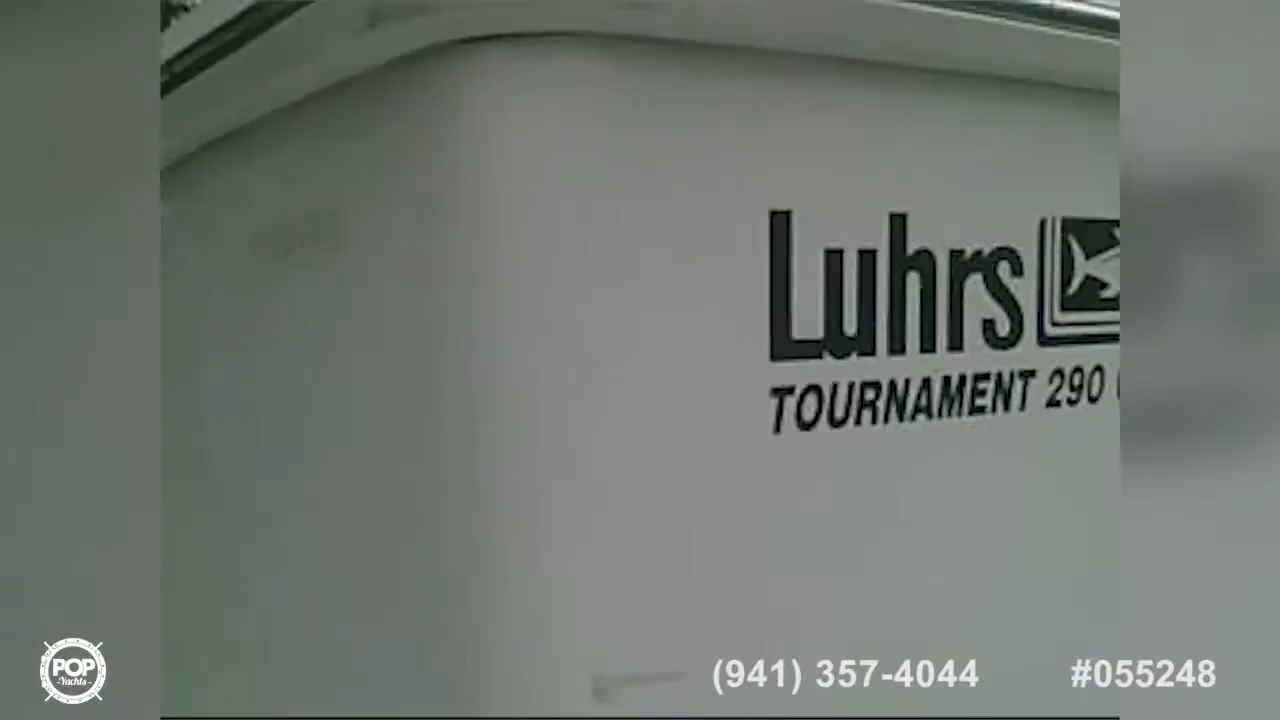 Luhrs
TOURNAMENT 290
POP
Yachts
(941) 357-4044
#055248